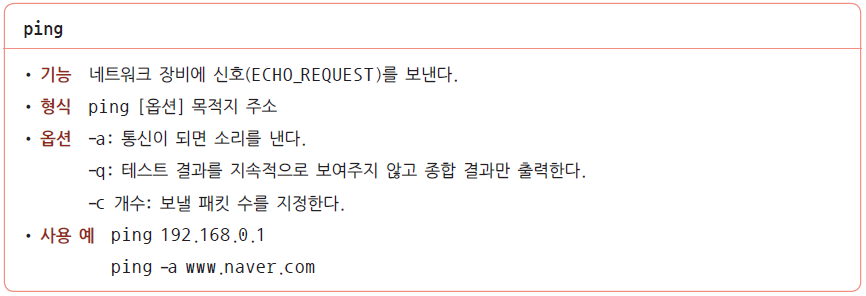 ping
• 기능 네트워크 장비에 신호(ECHO_REQUEST)를 보낸다.
• 형식 ping [옵션] 목적지 주소
• 옵션 -a: 통신이 되면 소리를 낸다.
-q: 테스트 결과를 지속적으로 보여주지 않고 종합 결과만 출력한다.
-c 개수: 보낼 패킷 수를 지정한다.
• 사용 예 ping 192.168.0.1
ping -a www.naver.com